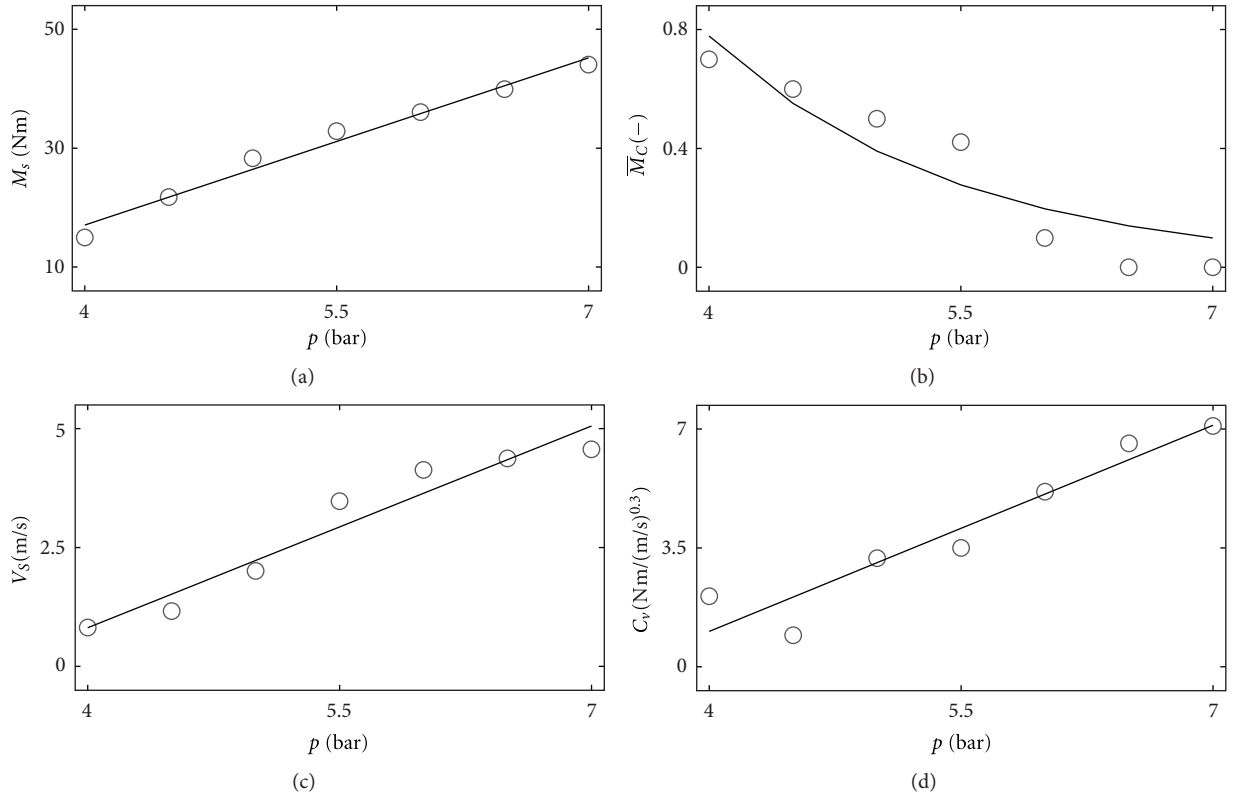 50
30
10
M_s (Nm)
4
5.5
7
p (bar)
(a)
0.8
0.4
0
M̅_C(−)
4
5.5
7
p (bar)
(b)
5
2.5
0
V_S(m/s)
4
5.5
7
p (bar)
(c)
7
3.5
0
C_v(Nm/(m/s)^0.3)
4
5.5
7
p (bar)
(d)